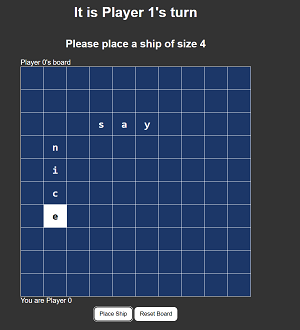 It is Player 1's turn
Please place a ship of size 4
Player 0's board
s a y
n
i
c
e
You are Player 0
Place Ship Reset Board